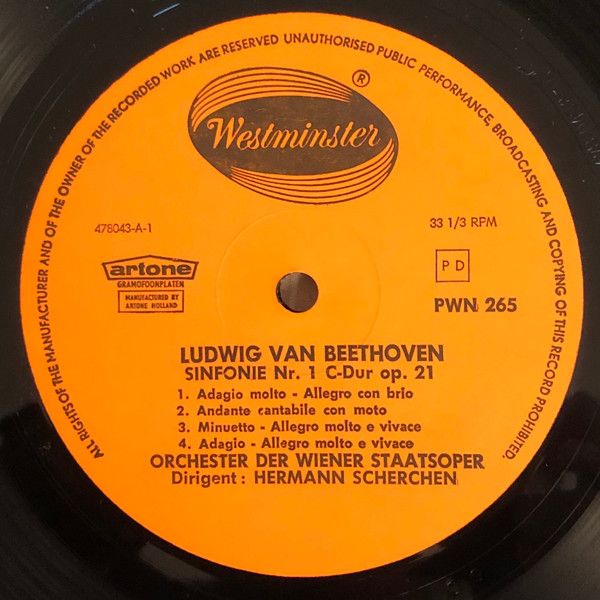 ALL RIGHTS OF THE MANUFACTURER AND OF THE OWNER OF THE RECORDED WORK ARE RESERVED UNAUTHORISED PUBLIC PERFORMANCE, BROADCASTING AND COPYING OF THIS RECORD PROHIBITED.
®
Westminster
478043-A-1
33 1/3 RPM
artone
GRAMOFOONPLATEN
MANUFACTURED BY
ARTONE HOLLAND
PD
PWN 265
LUDWIG VAN BEETHOVEN
SINFONIE Nr. 1 C-Dur op. 21
1. Adagio molto - Allegro con brio
2. Andante cantabile con moto
3. Minuetto - Allegro molto e vivace
4. Adagio - Allegro molto e vivace
ORCHESTER DER WIENER STAATSOPER
Dirigent: HERMANN SCHERCHEN